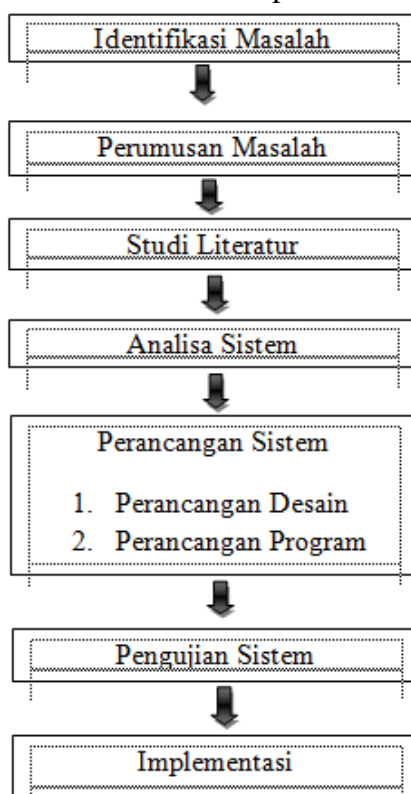 Identifikasi Masalah
Perumusan Masalah
Studi Literatur
Analisa Sistem
Perancangan Sistem
1. Perancangan Desain
2. Perancangan Program
Pengujian Sistem
Implementasi